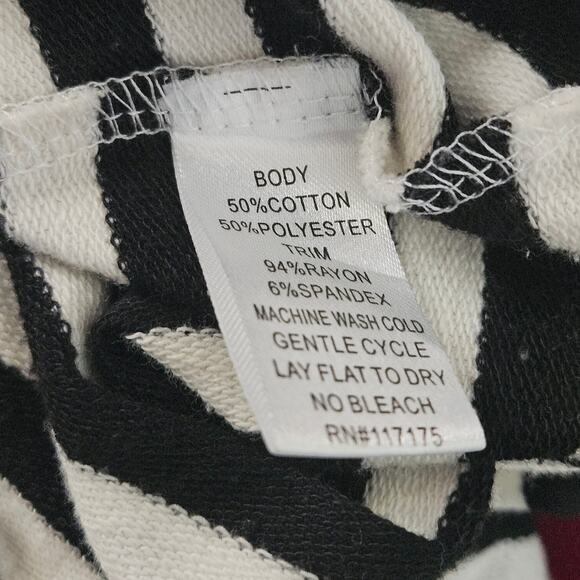 BODY
50%COTTON
50%POLYESTER
TRIM
94%RAYON
6%SPANDEX
MACHINE WASH COLD
GENTLE CYCLE
LAY FLAT TO DRY
NO BLEACH
RN#117175